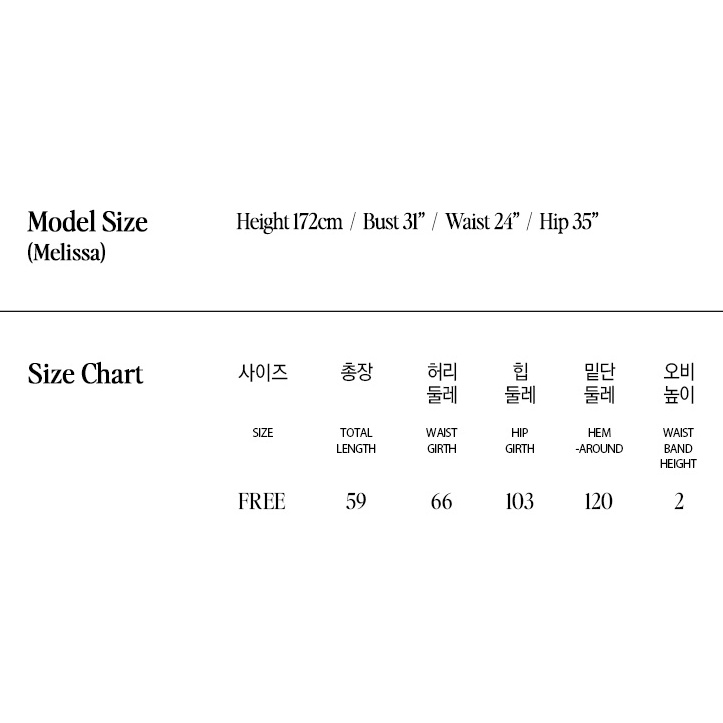 Model Size
(Melissa)
Height 172cm / Bust 31” / Waist 24” / Hip 35”
Size Chart
사이즈 총장 허리 둘레 힙 둘레 밑단 둘레 오비 높이
SIZE TOTAL LENGTH WAIST GIRTH HIP GIRTH HEM -AROUND WAIST BAND HEIGHT
FREE 59 66 103 120 2